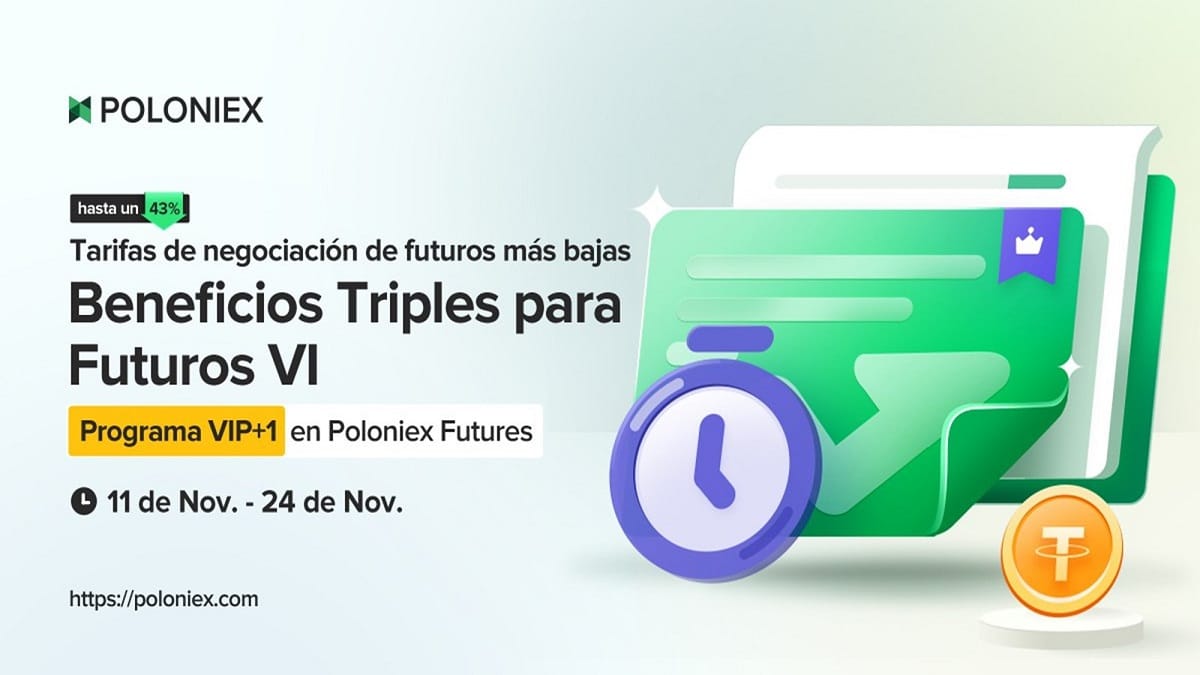 POLONIEX
hasta un 43%
Tarifas de negociación de futuros más bajas
Beneficios Triples para
Futuros VI
Programa VIP+1 en Poloniex Futures
11 de Nov. - 24 de Nov.
https://poloniex.com